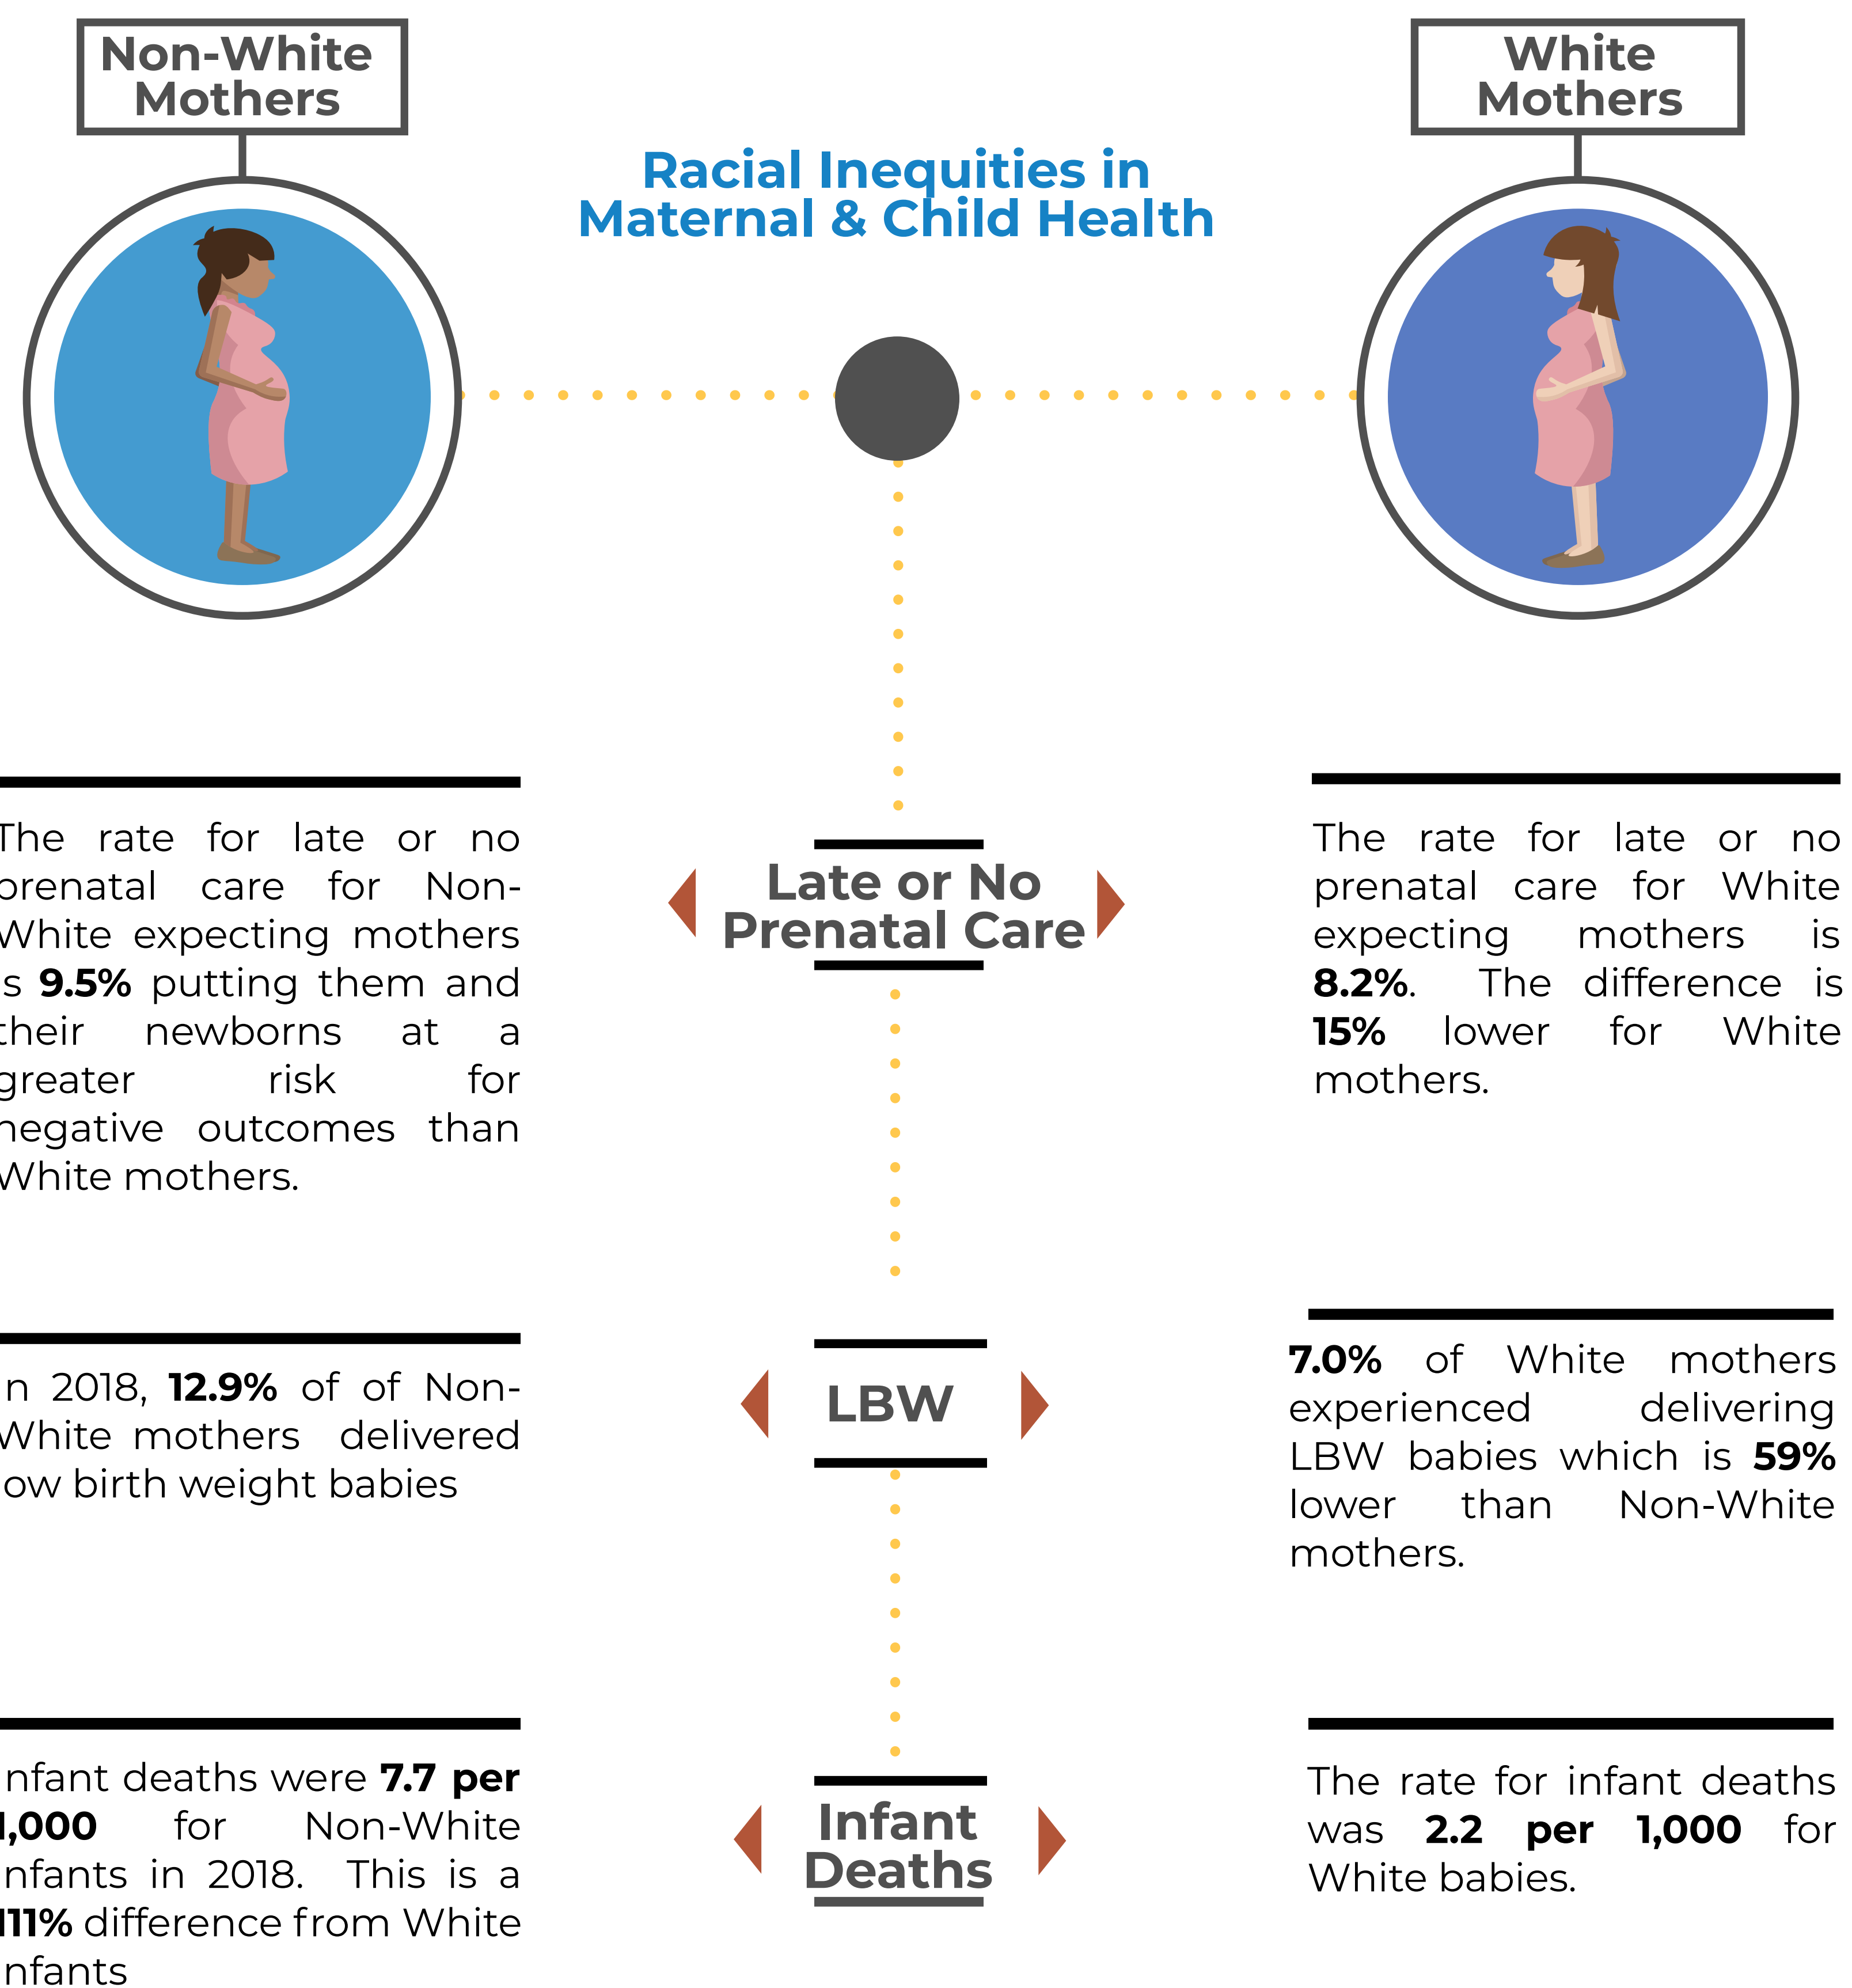 Non-White
Mothers
White
Mothers
Racial Inequities in
Maternal & Child Health
The rate for late or no
prenatal care for Non-
White expecting mothers
s 9.5% putting them and
their newborns at a
greater risk for
negative outcomes than
White mothers.
Late or No
Prenatal Care
The rate for late or no
prenatal care for White
expecting mothers is
8.2%. The difference is
15% lower for White
mothers.
n 2018, 12.9% of of Non-
White mothers delivered
ow birth weight babies
LBW
7.0% of White mothers
experienced delivering
LBW babies which is 59%
lower than Non-White
mothers.
nfant deaths were 7.7 per
1,000 for Non-White
nfants in 2018. This is a
111% difference from White
nfants
Infant
Deaths
The rate for infant deaths
was 2.2 per 1,000 for
White babies.